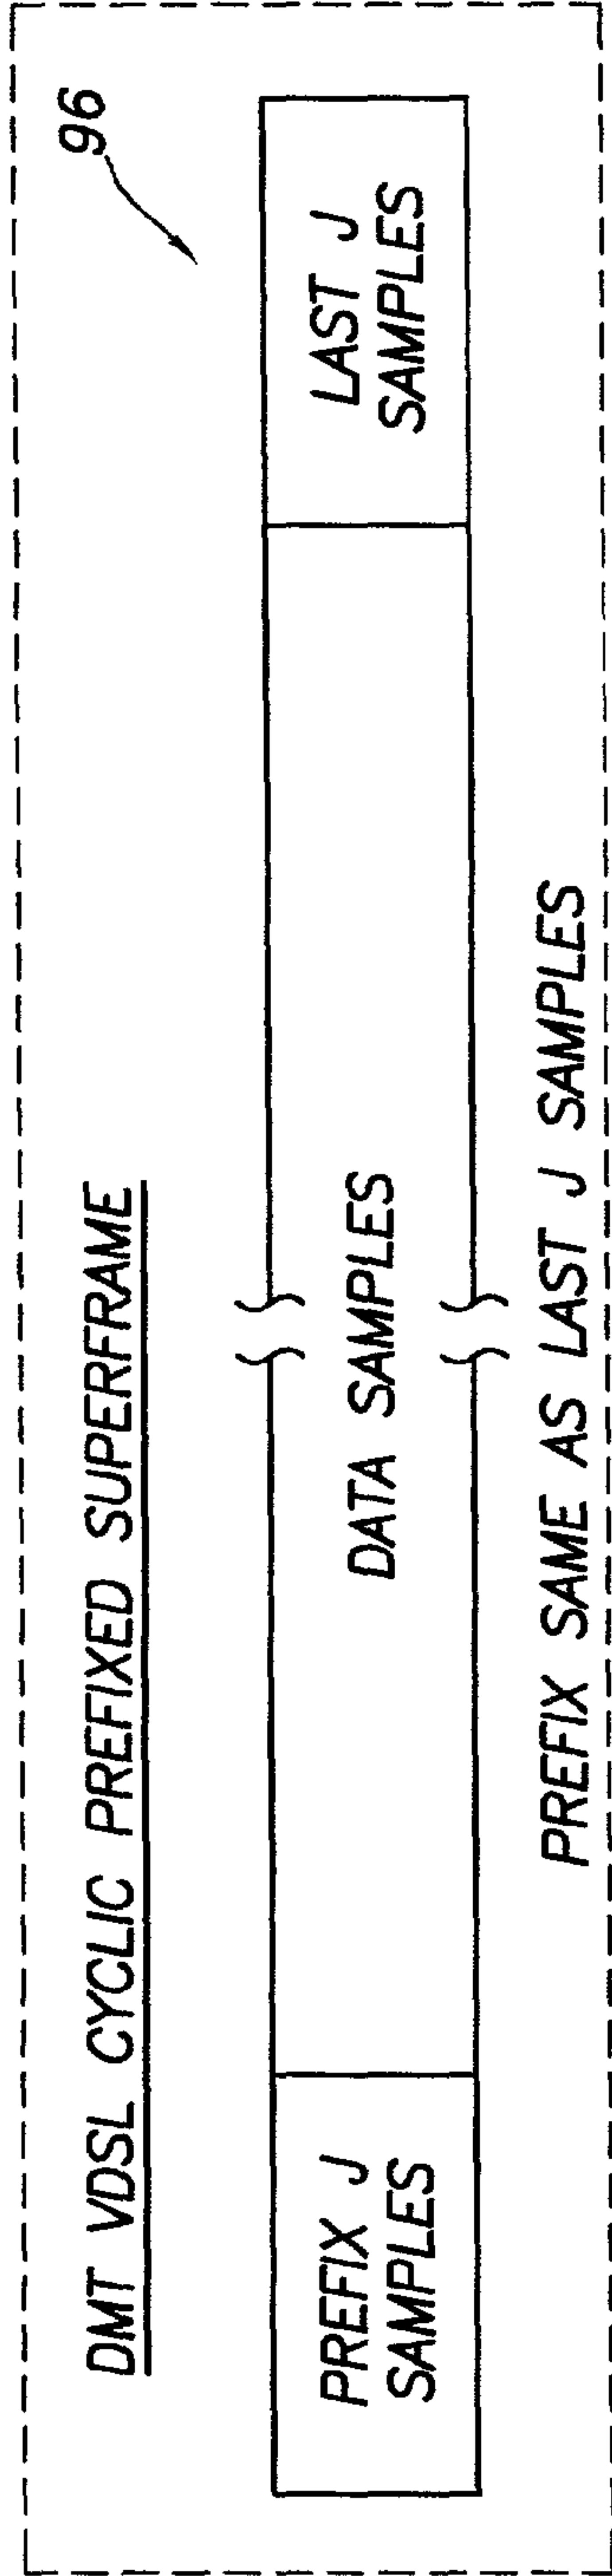 DMT VDSL CYCLIC PREFIXED SUPERFRAME
96
PREFIX J
SAMPLES
DATA SAMPLES
LAST J
SAMPLES
PREFIX SAME AS LAST J SAMPLES